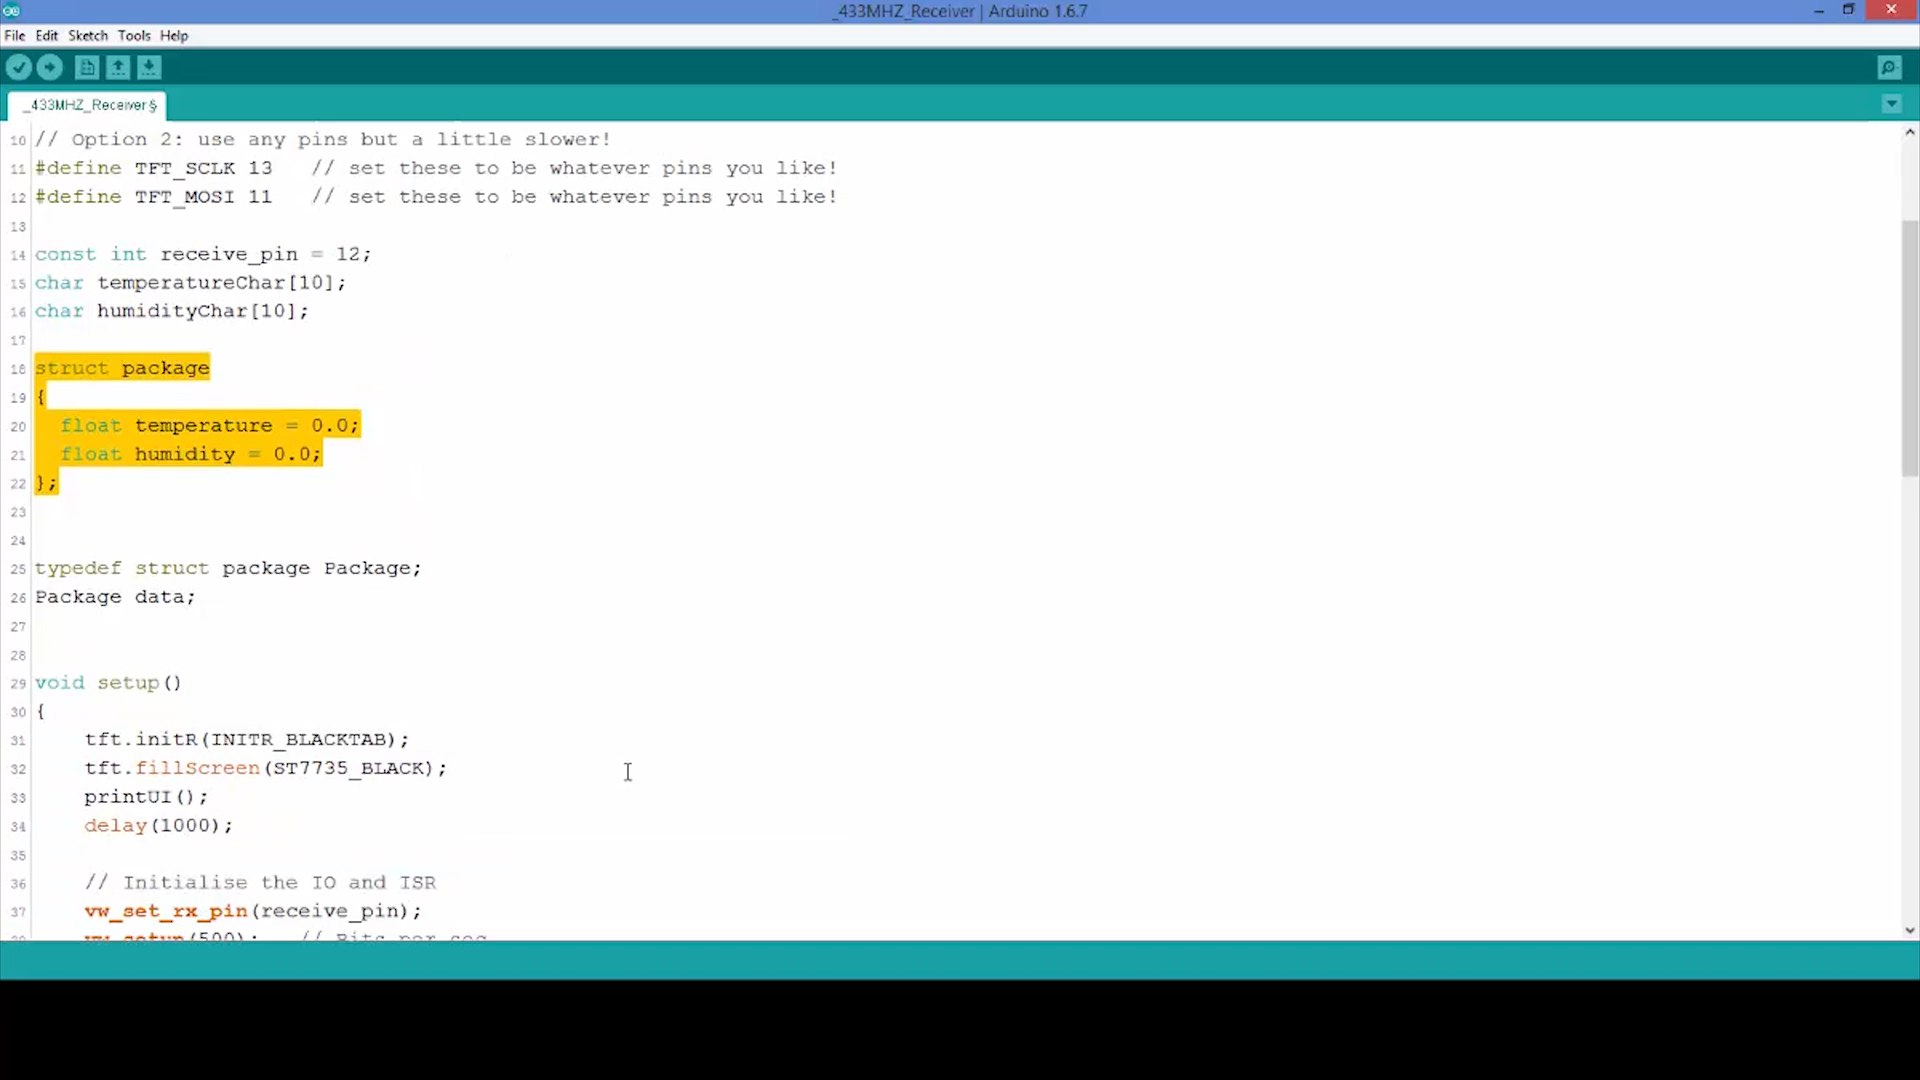 _433MHZ_Receiver | Arduino 1.6.7
File Edit Sketch Tools Help
_433MHZ_Receiver§
10 // Option 2: use any pins but a little slower!
11 #define TFT_SCLK 13   // set these to be whatever pins you like!
12 #define TFT_MOSI 11   // set these to be whatever pins you like!
13
14 const int receive_pin = 12;
15 char temperatureChar[10];
16 char humidityChar[10];
17
18 struct package
19 {
20   float temperature = 0.0;
21   float humidity = 0.0;
22 };
23
24
25 typedef struct package Package;
26 Package data;
27
28
29 void setup()
30 {
31     tft.initR(INITR_BLACKTAB);
32     tft.fillScreen(ST7735_BLACK);
33     printUI();
34     delay(1000);
35
36     // Initialise the IO and ISR
37     vw_set_rx_pin(receive_pin);
vw_setup(500);   // Bits per sec